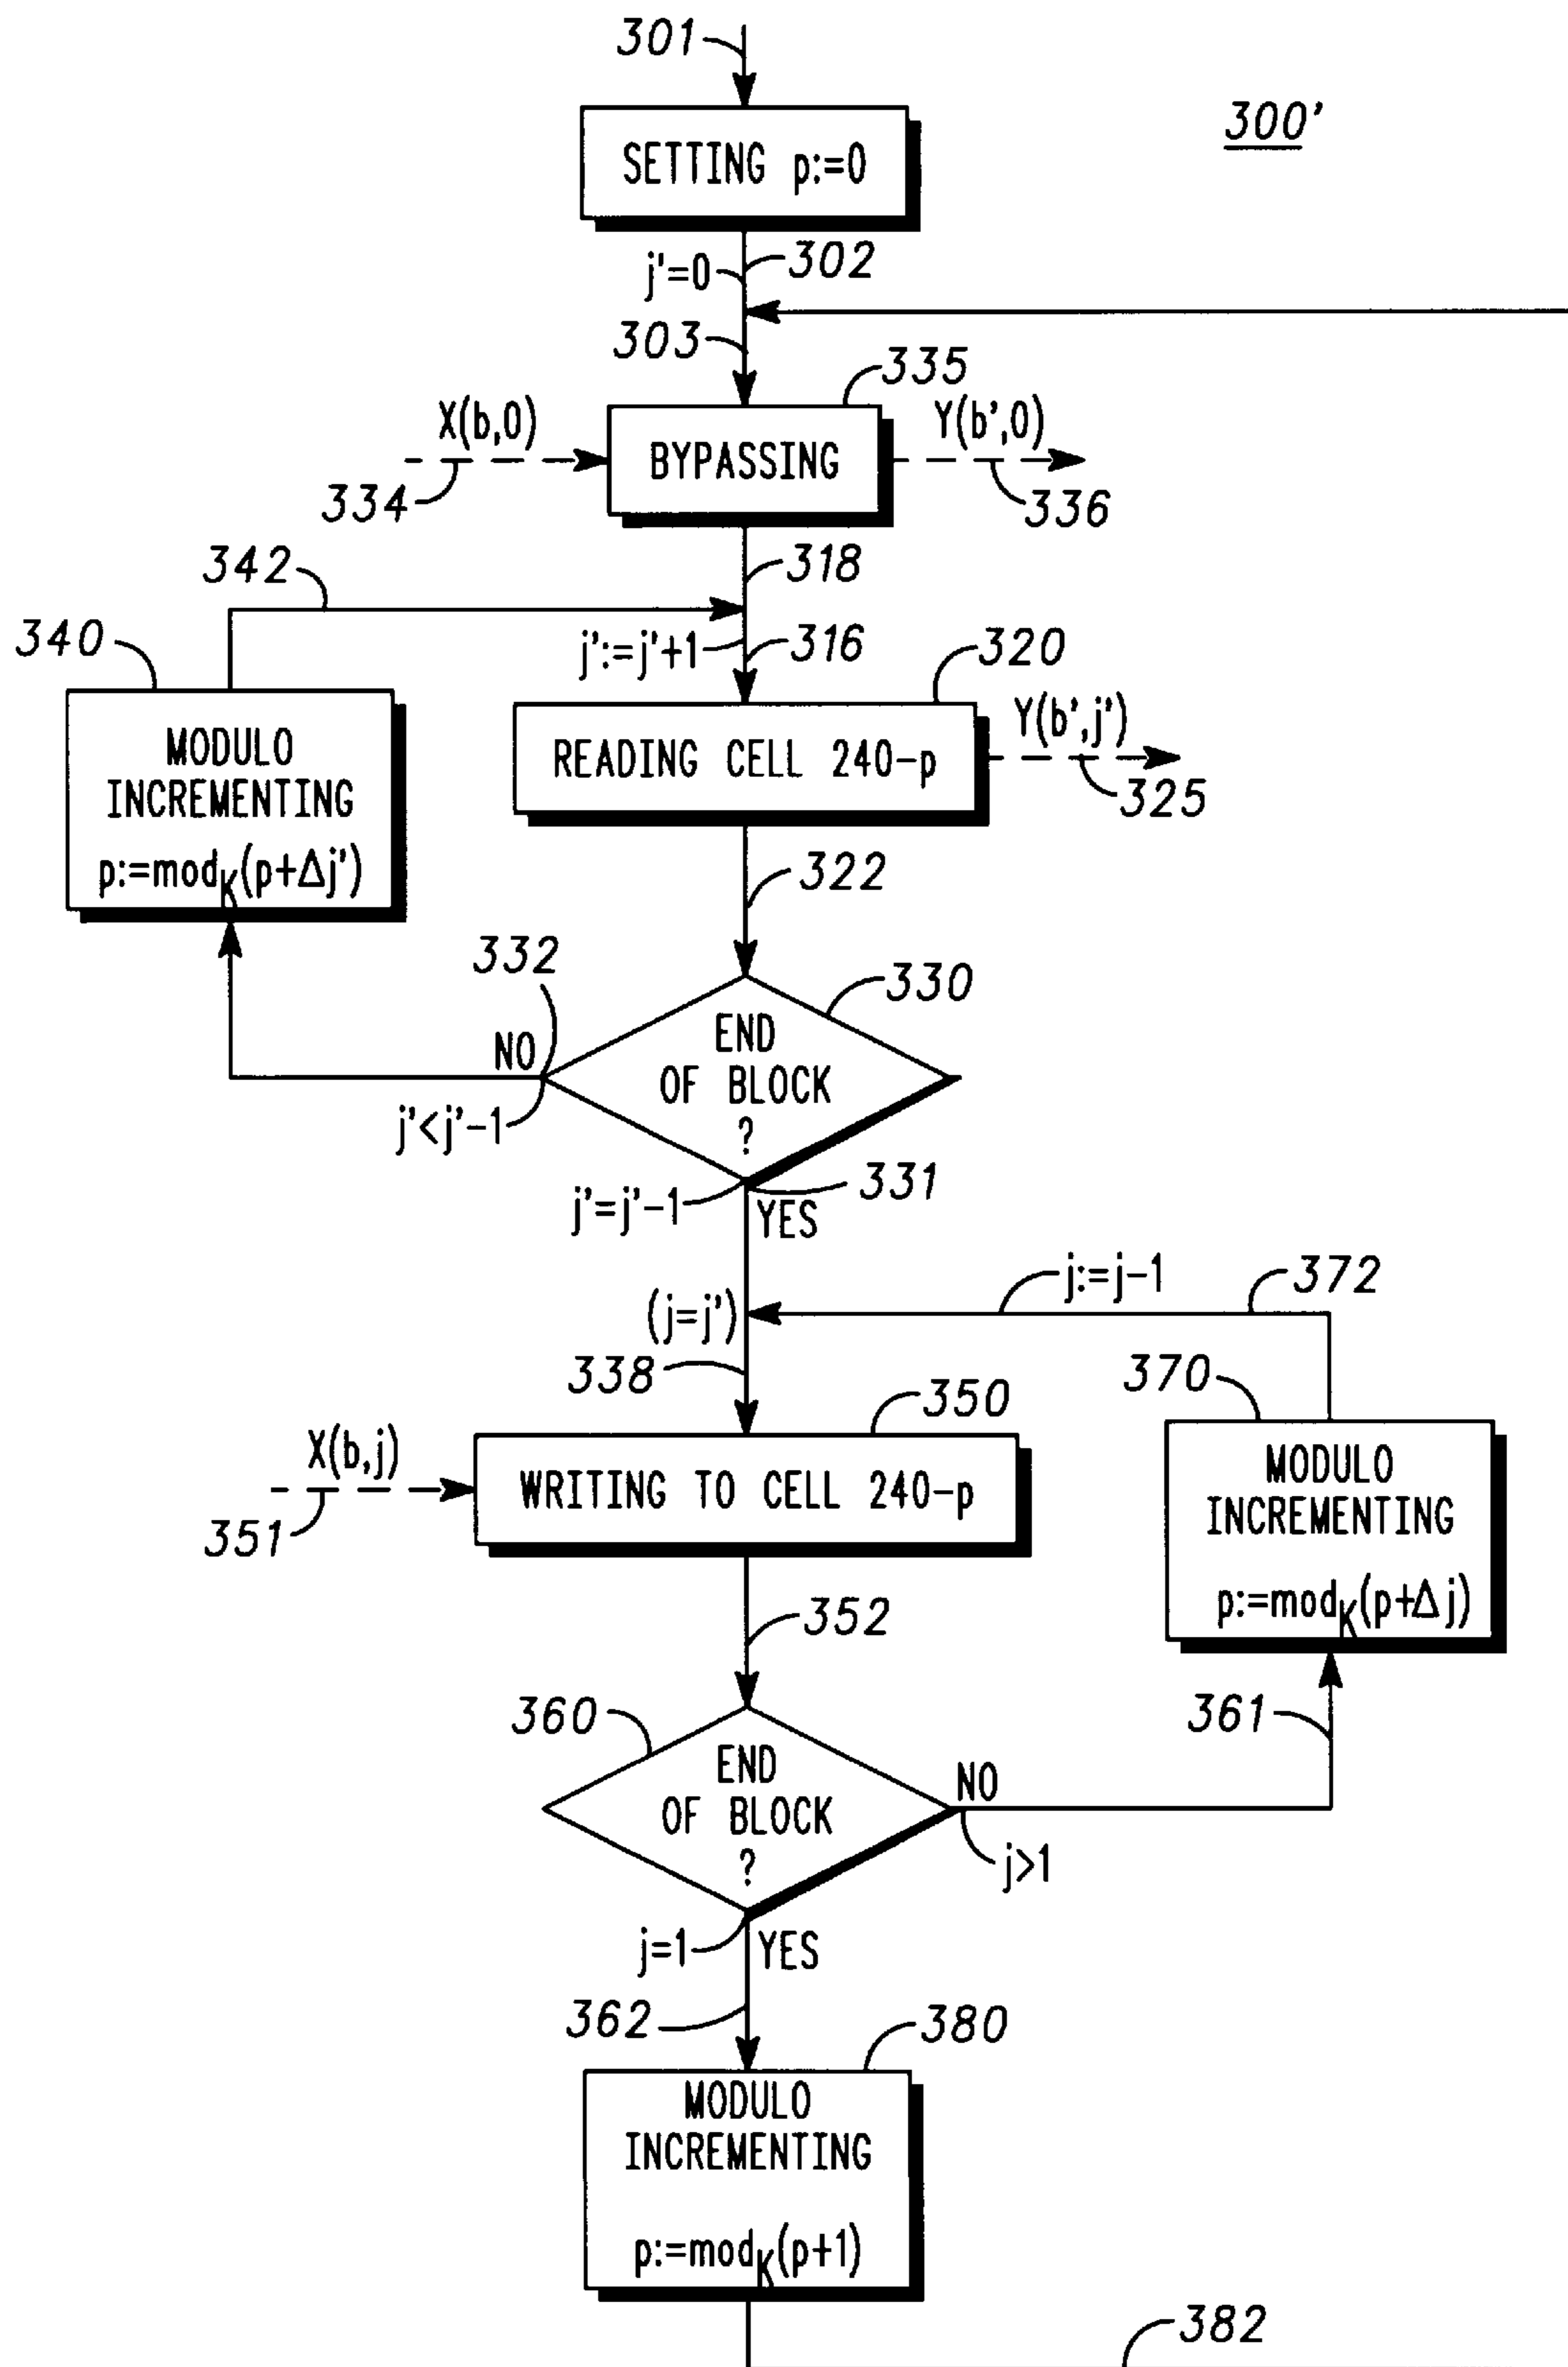 301
300'
SETTING p:=0
j'=0
302
303
335
X(b,0)
Y(b',0)
BYPASSING
334
336
318
342
340
j':=j'+1
316
320
Y(b',j')
MODULO
INCREMENTING
p:=modK(p+Δj')
READING CELL 240-p
325
322
332
330
NO
END
OF BLOCK
?
j'<j'-1
331
j'=j'-1
YES
j:=j-1
372
(j=j')
338
370
350
X(b,j)
WRITING TO CELL 240-p
351
MODULO
INCREMENTING
p:=modK(p+Δj)
352
360
361
END
OF BLOCK
?
NO
j>1
j=1
YES
362
380
MODULO
INCREMENTING
p:=modK(p+1)
382